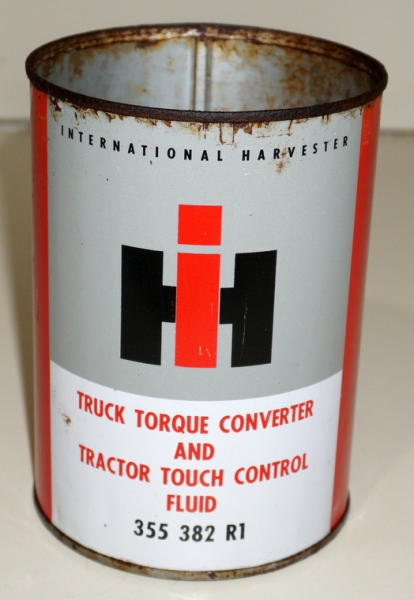 INTERNATIONAL HARVESTER
IH
TRUCK TORQUE CONVERTER
AND
TRACTOR TOUCH CONTROL
FLUID
355 382 R1